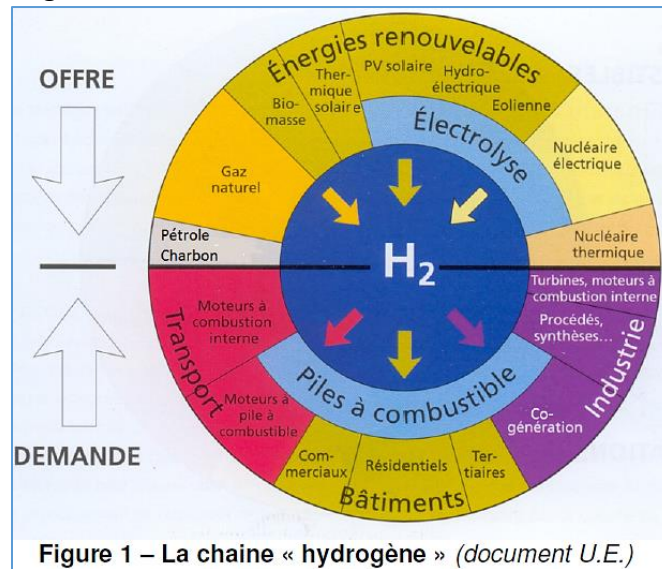 OFFRE
Énergies renouvelables
Bio-
masse
Ther-
mique
solaire
PV solaire
Hydro-
électrique
Eolienne
Électrolyse
Nucléaire
électrique
Gaz
naturel
Pétrole
Charbon
Nucléaire
thermique
H2
DEMANDE
Transport
Moteurs à
combustion
interne
Moteurs à
pile à
combustible
Piles à combustible
Turbines, moteurs à
combustion interne
Procédés,
synthèses...
Co-
génération
Industrie
Com-
merciaux
Résidentiels
Ter-
tiaires
Bâtiments
Figure 1 – La chaine « hydrogène » (document U.E.)